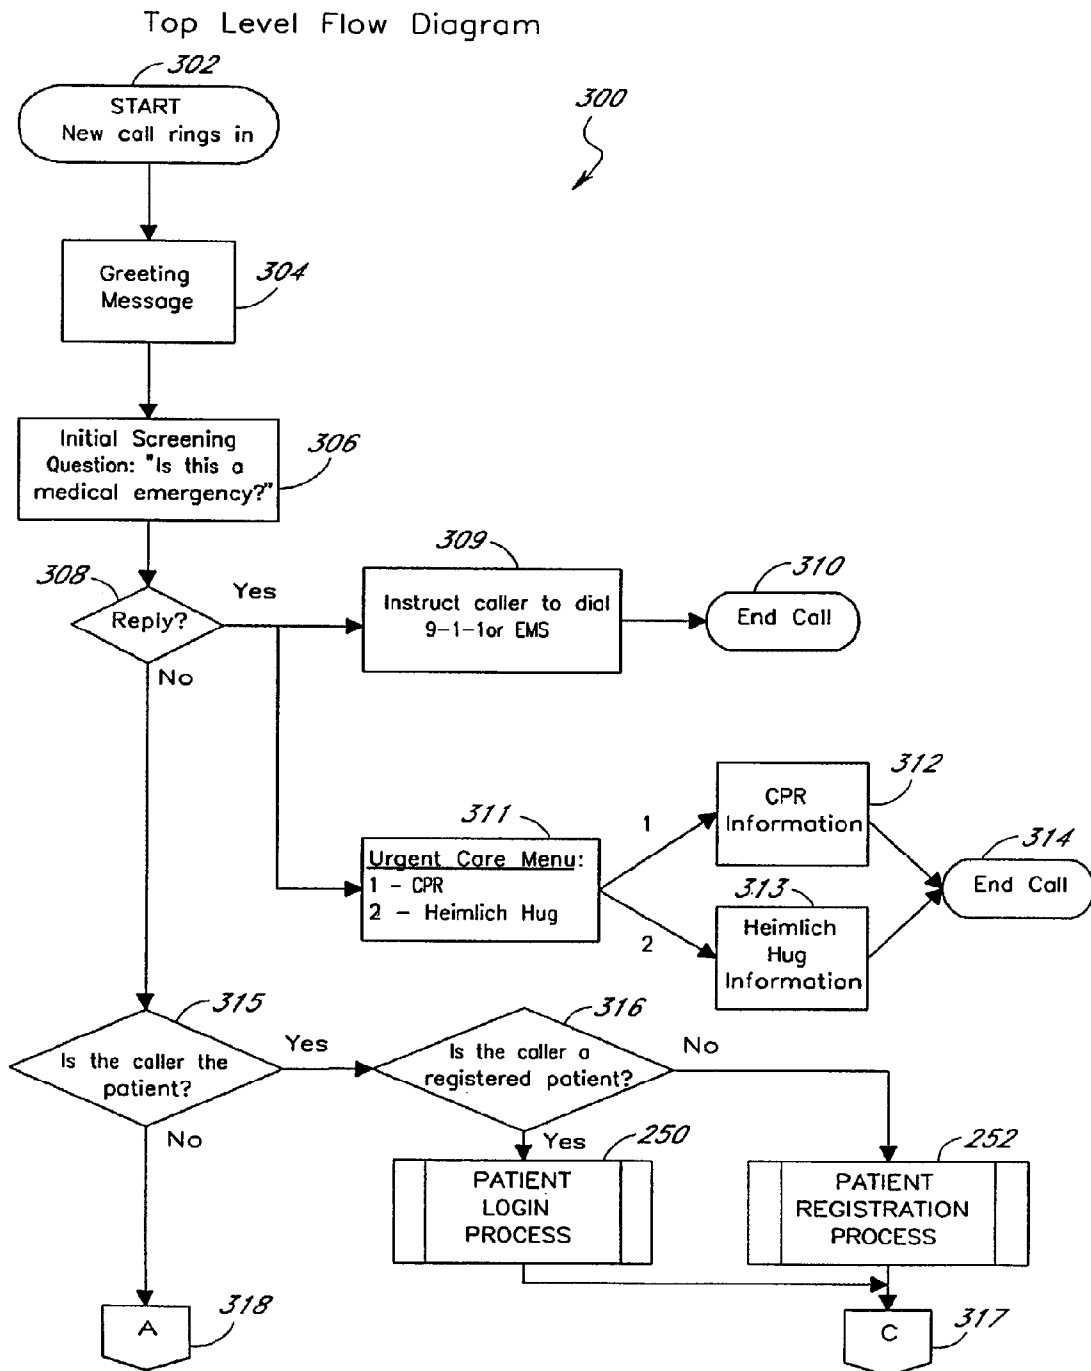 Top Level Flow Diagram
302
START
New call rings in
300
Greeting
Message
304
Initial Screening
Question: "Is this a
medical emergency?"
306
308
Reply?
Yes
No
309
Instruct caller to dial
9-1-1or EMS
310
End Call
311
Urgent Care Menu:
1 - CPR
2 - Heimlich Hug
1
2
312
CPR
Information
313
Heimlich
Hug
Information
314
End Call
315
Is the caller the
patient?
Yes
No
316
Is the caller a
registered patient?
No
Yes
250
PATIENT
LOGIN
PROCESS
252
PATIENT
REGISTRATION
PROCESS
A
318
C
317